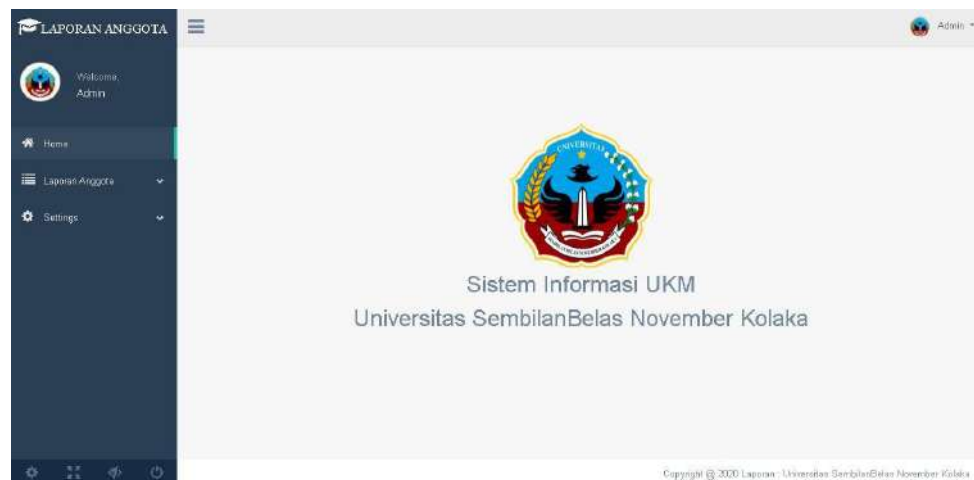 LAPORAN ANGGOTA
Admin
Welcome,
Admin
Home
Laporan Anggota
Settings
UNIVERSITAS
Sistem Informasi UKM
Universitas SembilanBelas November Kolaka
Copyright @ 2020 Laporan : Universitas SembilanBelas November Kolaka